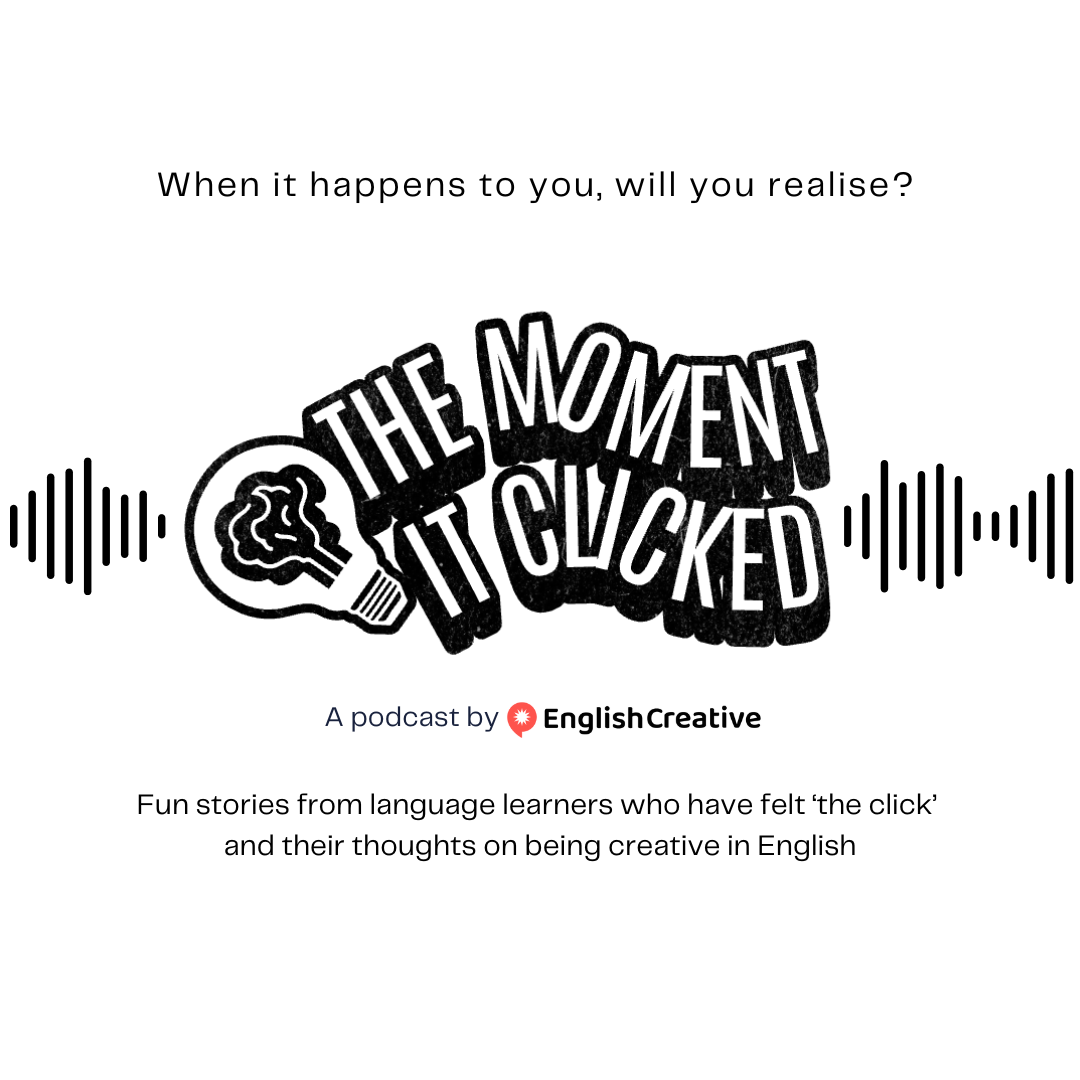 When it happens to you, will you realise?
THE MOMENT
IT CLICKED
A podcast by EnglishCreative
Fun stories from language learners who have felt ‘the click’
and their thoughts on being creative in English